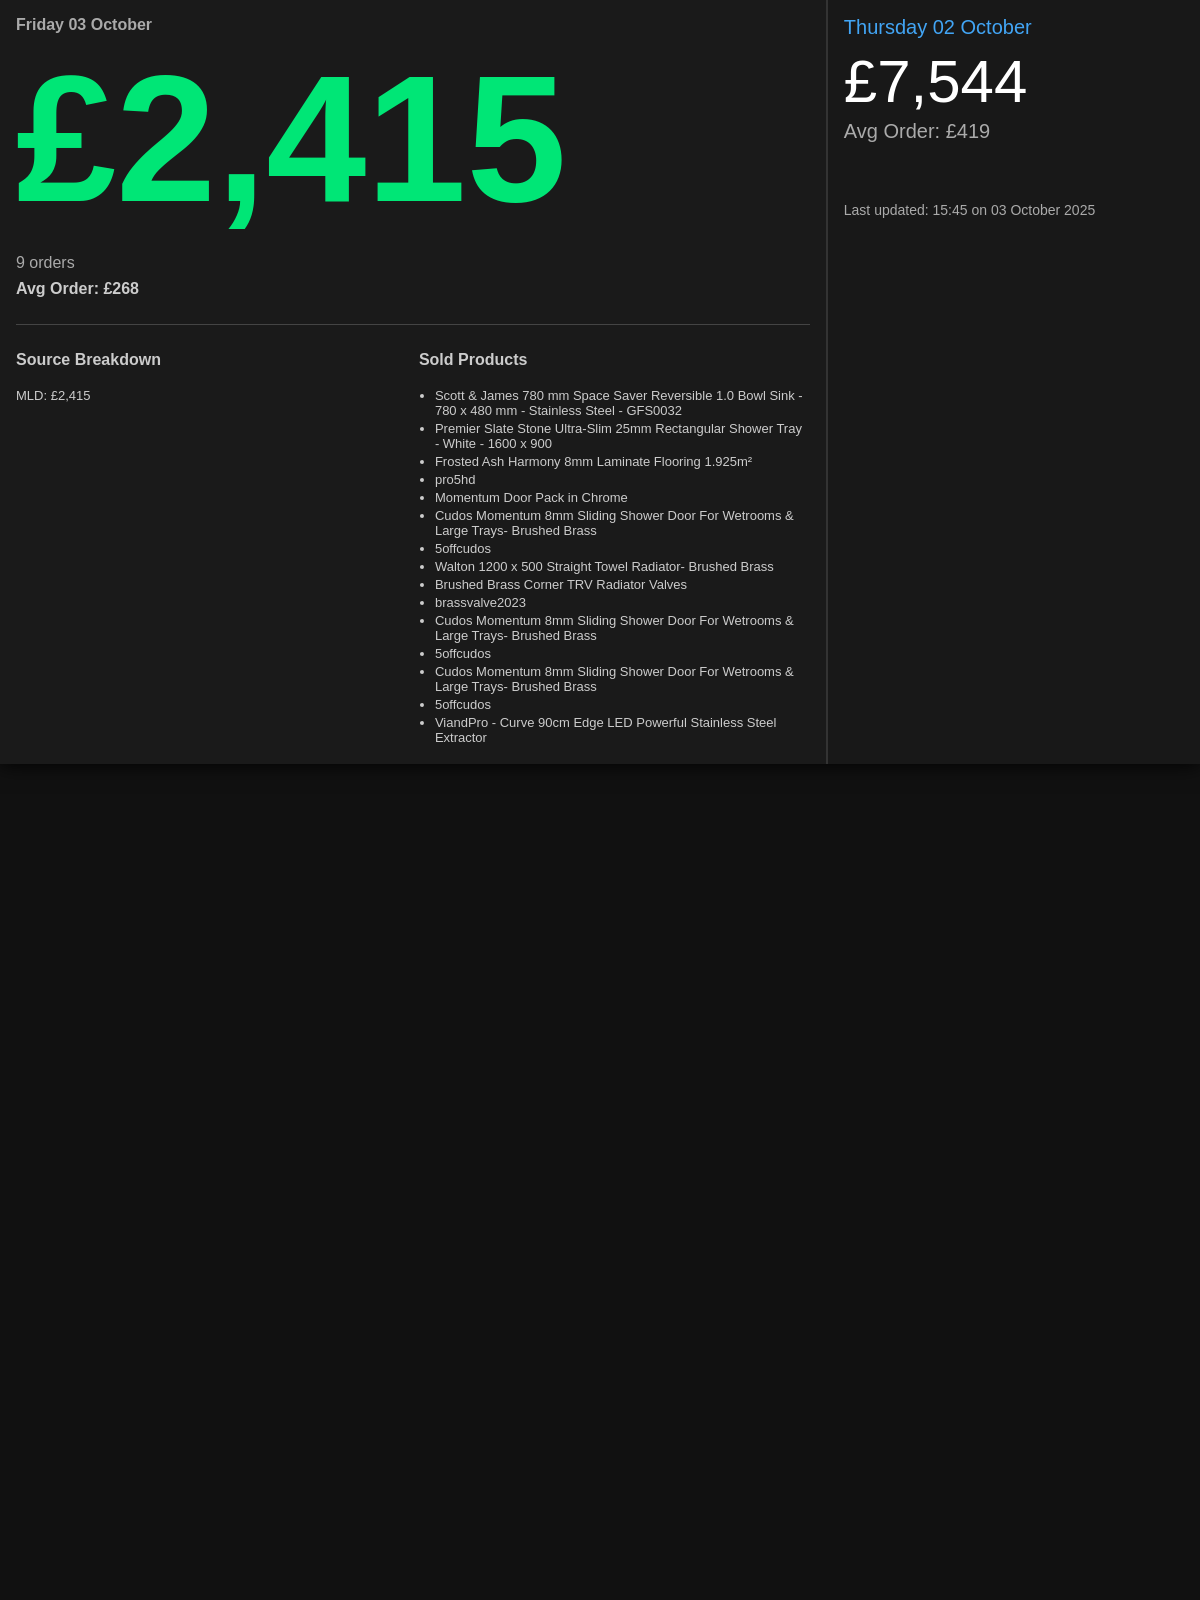 Friday 03 October
£2,415
9 orders
Avg Order: £268
Source Breakdown
MLD: £2,415
Sold Products
• Scott & James 780 mm Space Saver Reversible 1.0 Bowl Sink -
780 x 480 mm - Stainless Steel - GFS0032
• Premier Slate Stone Ultra-Slim 25mm Rectangular Shower Tray
- White - 1600 x 900
• Frosted Ash Harmony 8mm Laminate Flooring 1.925m²
• pro5hd
• Momentum Door Pack in Chrome
• Cudos Momentum 8mm Sliding Shower Door For Wetrooms &
Large Trays- Brushed Brass
• 5offcudos
• Walton 1200 x 500 Straight Towel Radiator- Brushed Brass
• Brushed Brass Corner TRV Radiator Valves
• brassvalve2023
• Cudos Momentum 8mm Sliding Shower Door For Wetrooms &
Large Trays- Brushed Brass
• 5offcudos
• Cudos Momentum 8mm Sliding Shower Door For Wetrooms &
Large Trays- Brushed Brass
• 5offcudos
• ViandPro - Curve 90cm Edge LED Powerful Stainless Steel
Extractor
Thursday 02 October
£7,544
Avg Order: £419
Last updated: 15:45 on 03 October 2025